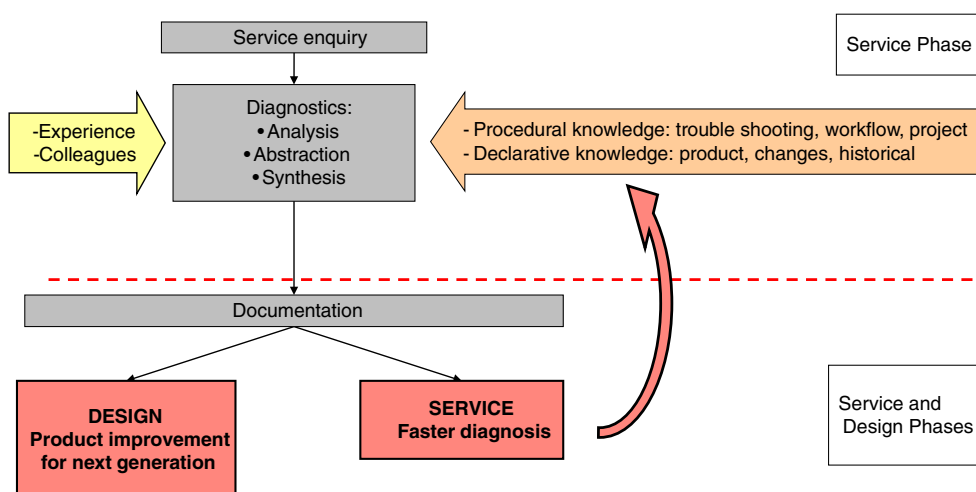 Service enquiry
Service Phase
Diagnostics:
•Analysis
•Abstraction
•Synthesis
-Experience
-Colleagues
- Procedural knowledge: trouble shooting, workflow, project
- Declarative knowledge: product, changes, historical
Documentation
DESIGN
Product improvement
for next generation
SERVICE
Faster diagnosis
Service and
Design Phases